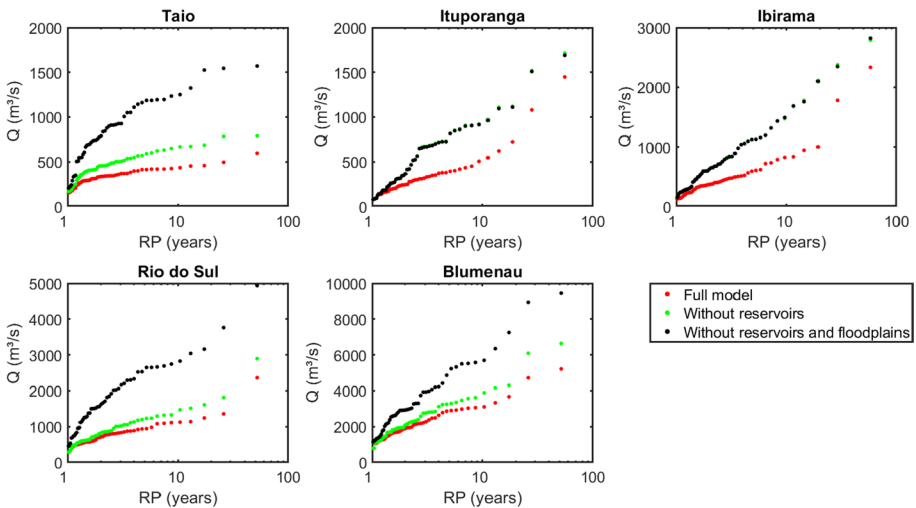 Taio
Ituporanga
Ibirama
2000
1500
1000
500
0
Q (m³/s)
1
10
100
RP (years)
2000
1500
1000
500
0
Q (m³/s)
1
10
100
RP (years)
3000
2000
1000
0
Q (m³/s)
1
10
100
RP (years)
Rio do Sul
Blumenau
5000
4000
3000
2000
1000
0
Q (m³/s)
1
10
100
RP (years)
10000
8000
6000
4000
2000
0
Q (m³/s)
1
10
100
RP (years)
Full model
Without reservoirs
Without reservoirs and floodplains